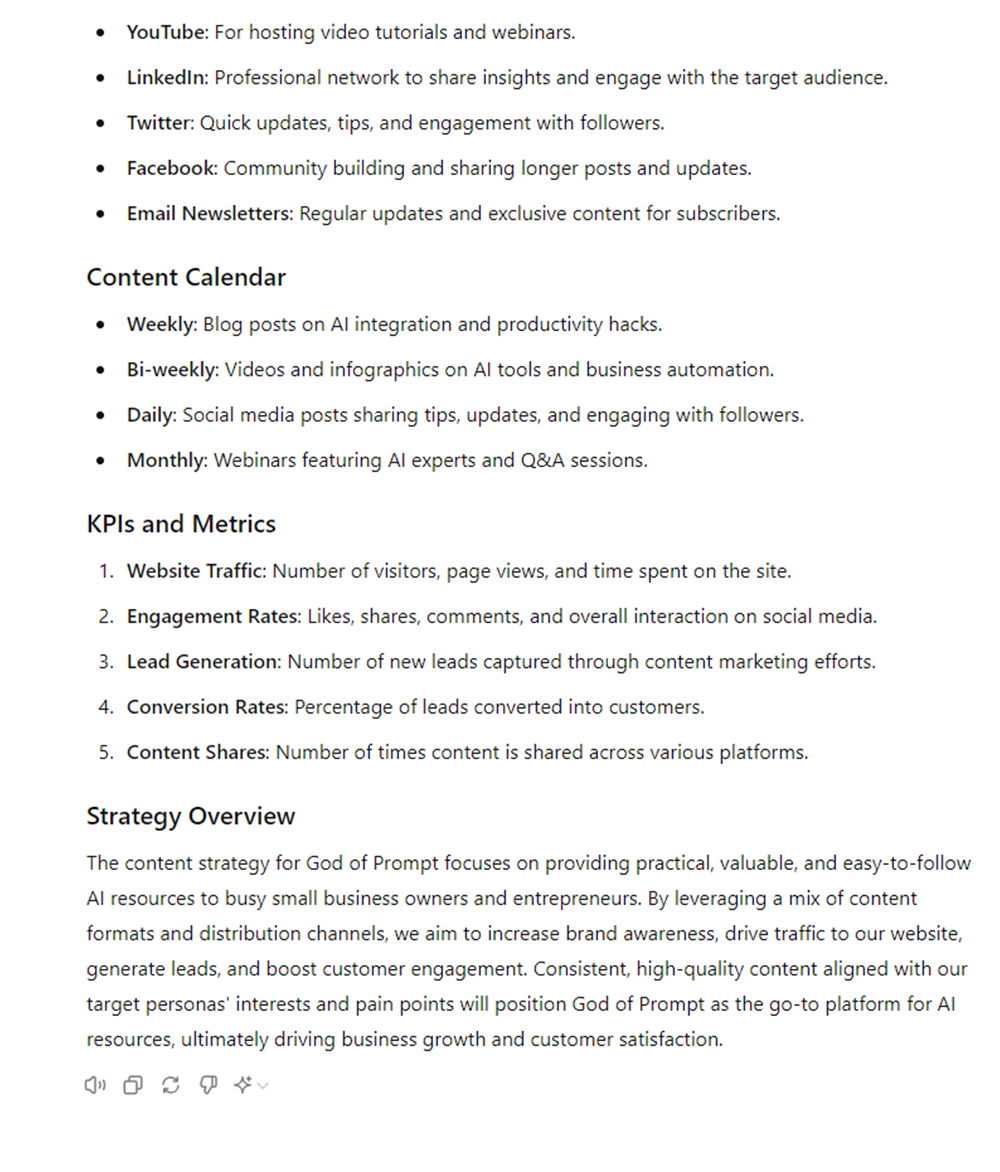 • YouTube: For hosting video tutorials and webinars.
• LinkedIn: Professional network to share insights and engage with the target audience.
• Twitter: Quick updates, tips, and engagement with followers.
• Facebook: Community building and sharing longer posts and updates.
• Email Newsletters: Regular updates and exclusive content for subscribers.
Content Calendar
• Weekly: Blog posts on AI integration and productivity hacks.
• Bi-weekly: Videos and infographics on AI tools and business automation.
• Daily: Social media posts sharing tips, updates, and engaging with followers.
• Monthly: Webinars featuring AI experts and Q&A sessions.
KPIs and Metrics
1. Website Traffic: Number of visitors, page views, and time spent on the site.
2. Engagement Rates: Likes, shares, comments, and overall interaction on social media.
3. Lead Generation: Number of new leads captured through content marketing efforts.
4. Conversion Rates: Percentage of leads converted into customers.
5. Content Shares: Number of times content is shared across various platforms.
Strategy Overview
The content strategy for God of Prompt focuses on providing practical, valuable, and easy-to-follow
AI resources to busy small business owners and entrepreneurs. By leveraging a mix of content
formats and distribution channels, we aim to increase brand awareness, drive traffic to our website,
generate leads, and boost customer engagement. Consistent, high-quality content aligned with our
target personas' interests and pain points will position God of Prompt as the go-to platform for AI
resources, ultimately driving business growth and customer satisfaction.